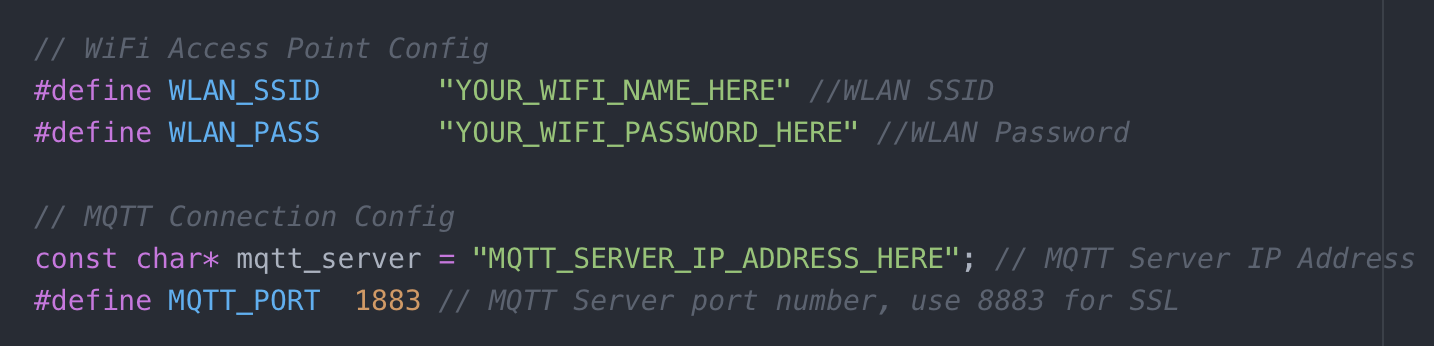 // WiFi Access Point Config
#define WLAN_SSID       "YOUR_WIFI_NAME_HERE" //WLAN SSID
#define WLAN_PASS       "YOUR_WIFI_PASSWORD_HERE" //WLAN Password
// MQTT Connection Config
const char* mqtt_server = "MQTT_SERVER_IP_ADDRESS_HERE"; // MQTT Server IP Address
#define MQTT_PORT  1883 // MQTT Server port number, use 8883 for SSL